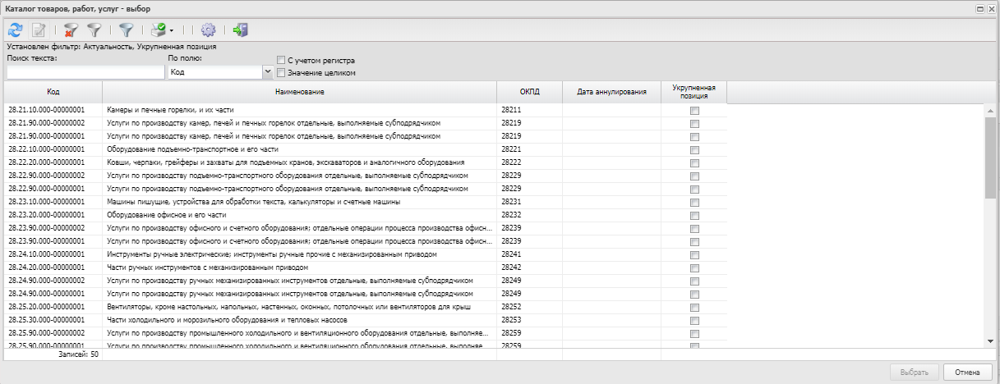 Каталог товаров, работ, услуг - выбор
Установлен фильтр: Актуальность, Укрупненная позиция
Поиск текста: По полю: С учетом регистра
Код Значение целиком
Код Наименование ОКПД Дата аннулирования Укрупненная позиция
28.21.10.000-00000001 Камеры и печные горелки, и их части 28211
28.21.90.000-00000002 Услуги по производству камер, печей и печных горелок отдельные, выполняемые субподрядчиком 28219
28.21.90.000-00000001 Услуги по производству камер, печей и печных горелок отдельные, выполняемые субподрядчиком 28219
28.22.10.000-00000001 Оборудование подъемно-транспортное и его части 28221
28.22.20.000-00000001 Ковши, черпаки, грейферы и захваты для подъемных кранов, экскаваторов и аналогичного оборудования 28222
28.22.90.000-00000002 Услуги по производству подъемно-транспортного оборудования отдельные, выполняемые субподрядчиком 28229
28.22.90.000-00000001 Услуги по производству подъемно-транспортного оборудования отдельные, выполняемые субподрядчиком 28229
28.23.10.000-00000001 Машины пишущие, устройства для обработки текста, калькуляторы и счетные машины 28231
28.23.20.000-00000001 Оборудование офисное и его части 28232
28.23.90.000-00000002 Услуги по производству офисного и счетного оборудования; отдельные операции процесса производства офисн... 28239
28.23.90.000-00000001 Услуги по производству офисного и счетного оборудования; отдельные операции процесса производства офисн... 28239
28.24.10.000-00000001 Инструменты ручные электрические; инструменты ручные прочие с механизированным приводом 28241
28.24.20.000-00000001 Части ручных инструментов с механизированным приводом 28242
28.24.90.000-00000002 Услуги по производству ручных механизированных инструментов отдельные, выполняемые субподрядчиком 28249
28.24.90.000-00000001 Услуги по производству ручных механизированных инструментов отдельные, выполняемые субподрядчиком 28249
28.25.20.000-00000001 Вентиляторы, кроме настольных, напольных, настенных, оконных, потолочных или вентиляторов для крыш 28252
28.25.30.000-00000001 Части холодильного и морозильного оборудования и тепловых насосов 28253
28.25.90.000-00000002 Услуги по производству промышленного холодильного и вентиляционного оборудования отдельные, выполняе... 28259
28.25.90.000-00000001 Услуги по производству промышленного холодильного и вентиляционного оборудования отдельные, выполняе... 28259
Записей: 50
Выбрать Отмена